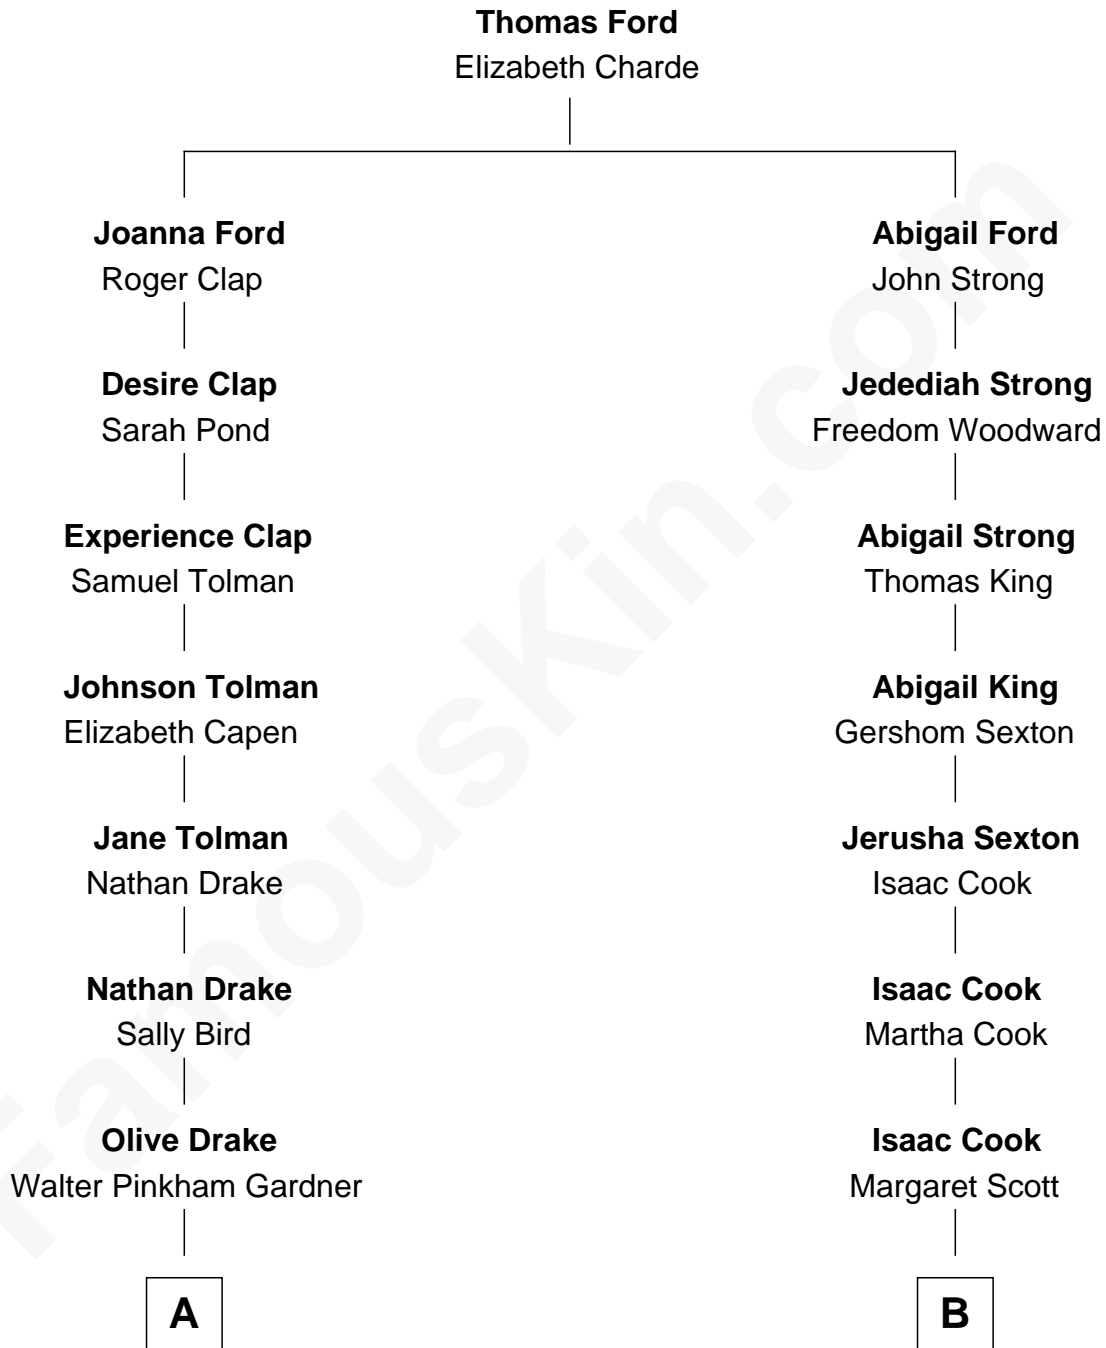 Thomas Ford
Elizabeth Charde
Joanna Ford
Roger Clap
Abigail Ford
John Strong
Desire Clap
Sarah Pond
Jedediah Strong
Freedom Woodward
Experience Clap
Samuel Tolman
Abigail Strong
Thomas King
Johnson Tolman
Elizabeth Capen
Abigail King
Gershom Sexton
Jane Tolman
Nathan Drake
Jerusha Sexton
Isaac Cook
Nathan Drake
Sally Bird
Isaac Cook
Martha Cook
Olive Drake
Walter Pinkham Gardner
Isaac Cook
Margaret Scott
A
B
FamousKin.com